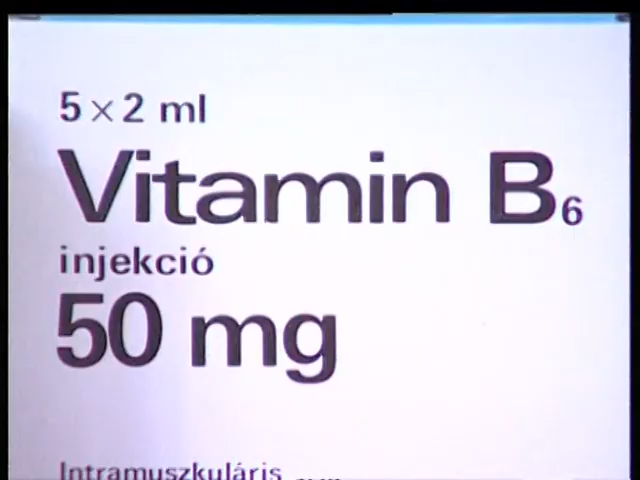 5 × 2 ml
Vitamin B₆
injekció
50 mg
Intramuszkuláris